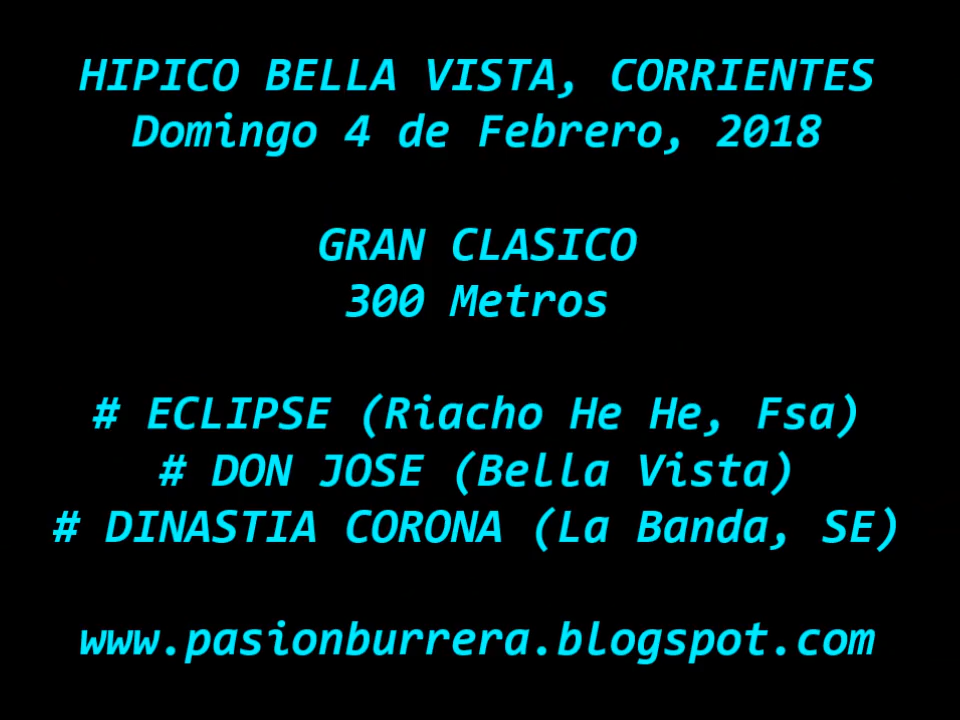 HIPICO BELLA VISTA, CORRIENTES
Domingo 4 de Febrero, 2018
GRAN CLASICO
300 Metros
# ECLIPSE (Riacho He He, Fsa)
# DON JOSE (Bella Vista)
# DINASTIA CORONA (La Banda, SE)
www.pasionburrera.blogspot.com